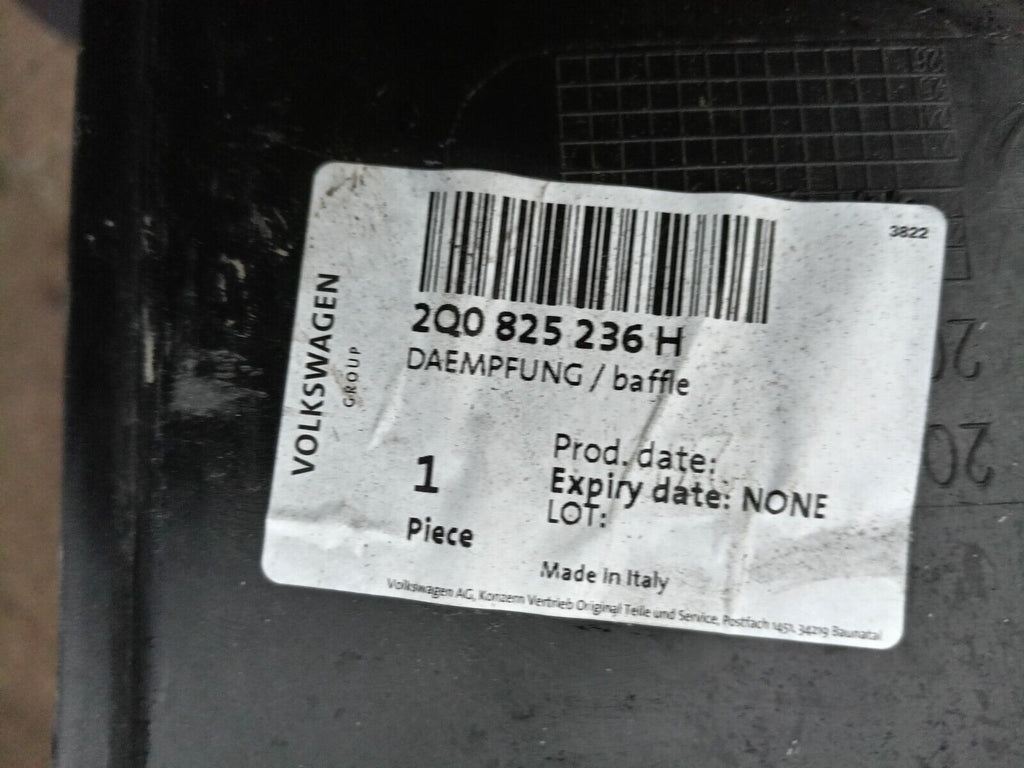 3822
2Q0 825 236 H
DAEMPFUNG / baffle
VOLKSWAGEN
GROUP
1
Piece
Prod. date:
Expiry date: NONE
LOT:
Made in Italy
Volkswagen AG, Konzern Vertrieb Original Teile und Service, Postfach 1451, 34219 Baunatal